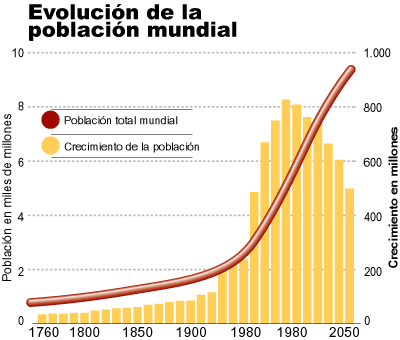 Evolución de la
población mundial
10
8
6
4
2
0
1.000
800
600
400
200
0
Población en miles de millones
Crecimiento en millones
Población total mundial
Crecimiento de la población
1760 1800 1850 1900 1980 1980 2050